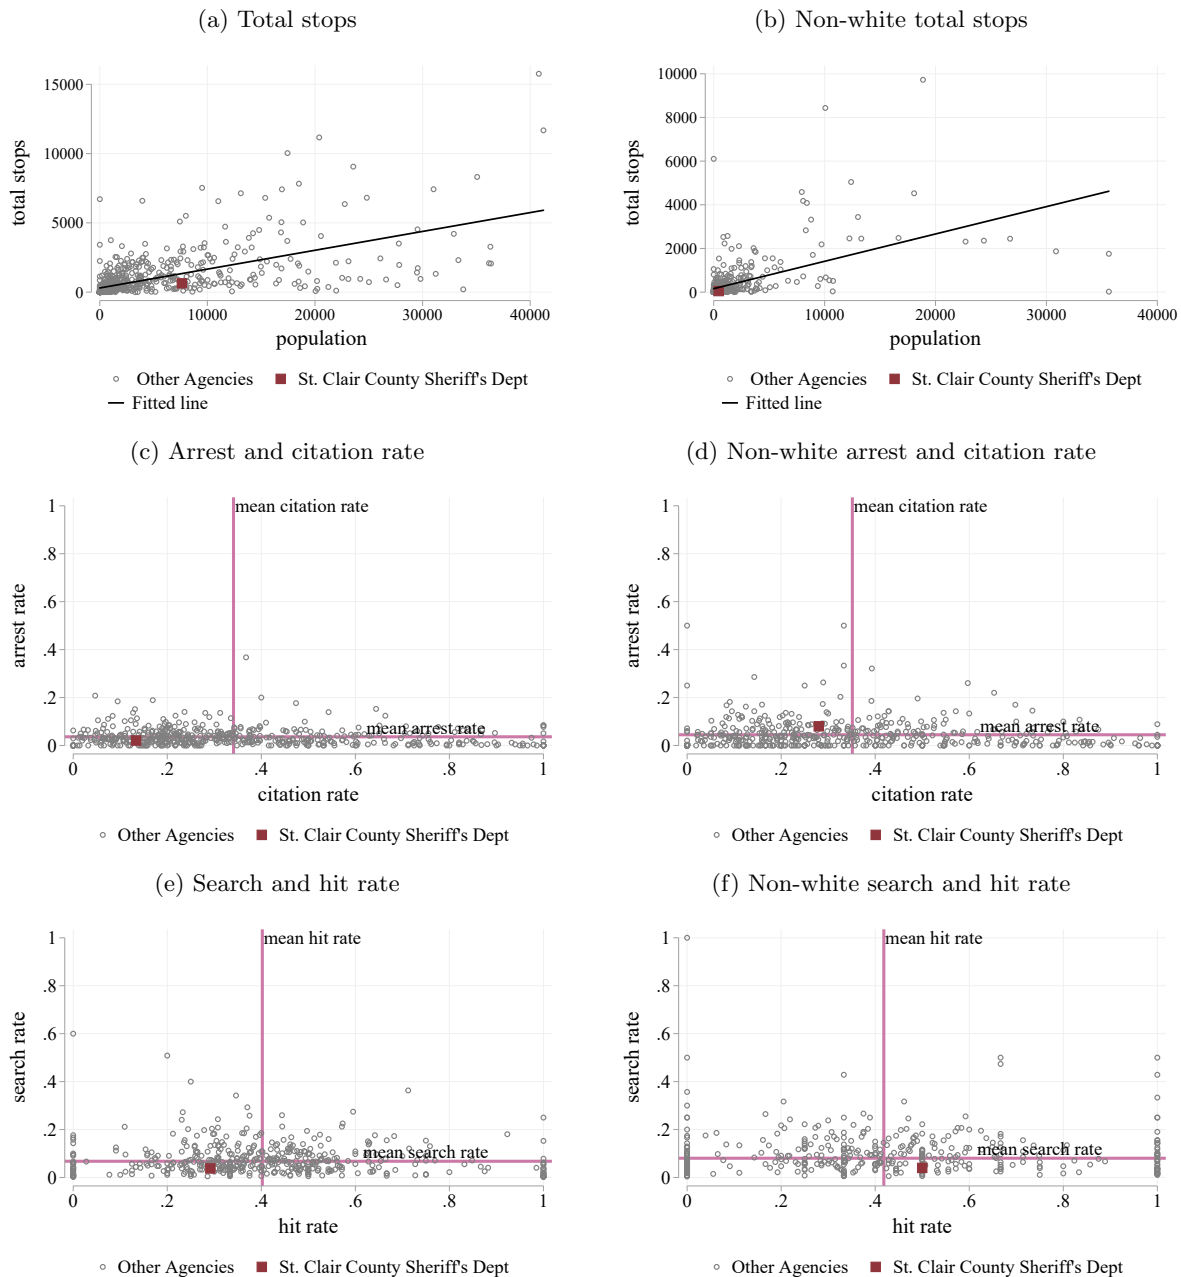 (a) Total stops
total stops
15000
10000
5000
0
0 10000 20000 30000 40000
population
Other Agencies St. Clair County Sheriff's Dept
Fitted line
(b) Non-white total stops
total stops
10000
8000
6000
4000
2000
0
0 10000 20000 30000 40000
population
Other Agencies St. Clair County Sheriff's Dept
Fitted line
(c) Arrest and citation rate
arrest rate
1
.8
.6
.4
.2
0
mean citation rate
mean arrest rate
0 .2 .4 .6 .8 1
citation rate
Other Agencies St. Clair County Sheriff's Dept
(d) Non-white arrest and citation rate
arrest rate
1
.8
.6
.4
.2
0
mean citation rate
mean arrest rate
0 .2 .4 .6 .8 1
citation rate
Other Agencies St. Clair County Sheriff's Dept
(e) Search and hit rate
search rate
1
.8
.6
.4
.2
0
mean hit rate
mean search rate
0 .2 .4 .6 .8 1
hit rate
Other Agencies St. Clair County Sheriff's Dept
(f) Non-white search and hit rate
search rate
1
.8
.6
.4
.2
0
mean hit rate
mean search rate
0 .2 .4 .6 .8 1
hit rate
Other Agencies St. Clair County Sheriff's Dept